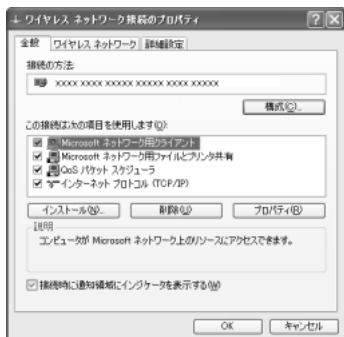 ワイヤレス ネットワーク接続のプロパティ
全般 ワイヤレス ネットワーク 詳細設定
接続の方法:
xxxx xxxx xxxxx xxxxx xxxx xxxxx
構成(C)...
この接続は次の項目を使用します(O):
Microsoft ネットワーク用クライアント
Microsoft ネットワーク用ファイルとプリンタ共有
QoS パケット スケジューラ
インターネット プロトコル (TCP/IP)
インストール(N)... 削除(U) プロパティ(R)
説明
コンピュータが Microsoft ネットワーク上のリソースにアクセスできます。
接続時に通知領域にインジケータを表示する(W)
OK キャンセル